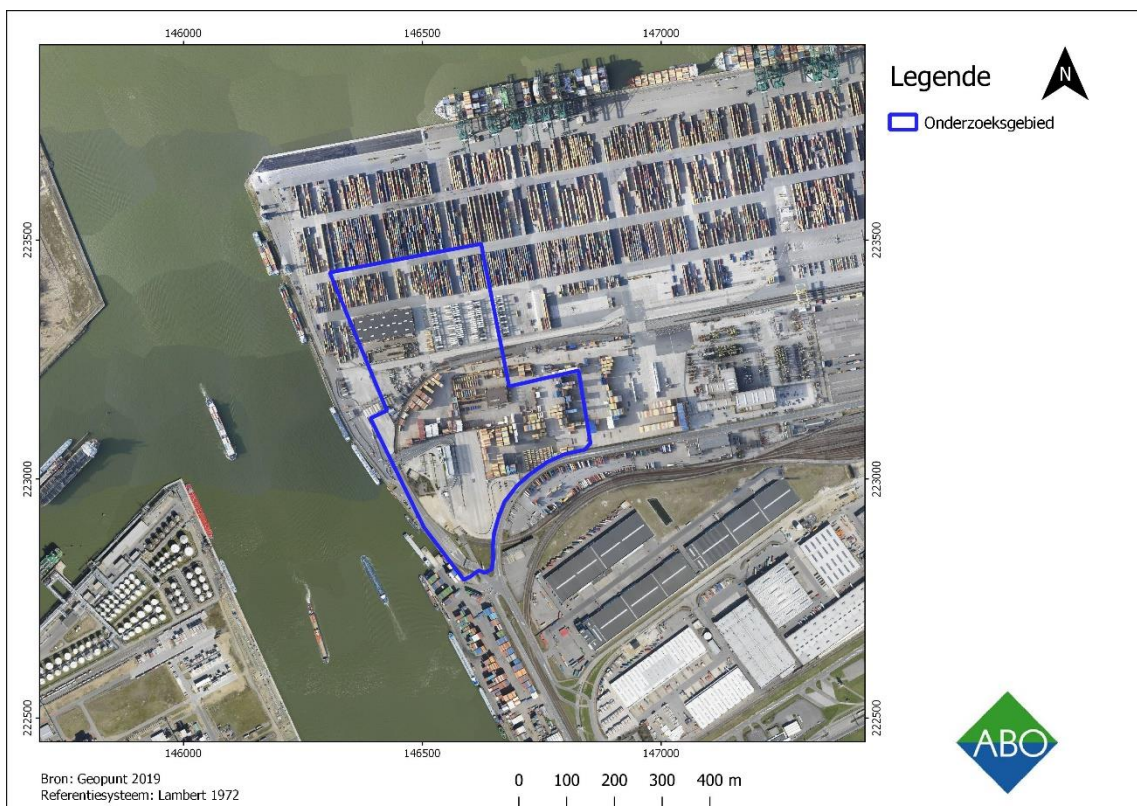 146000 146500 147000
Legende
N
Onderzoeksgebied
223500
223500
223000
223000
222500
222500
146000 146500 147000
Bron: Geopunt 2019
Referentiesysteem: Lambert 1972
0 100 200 300 400 m
ABO